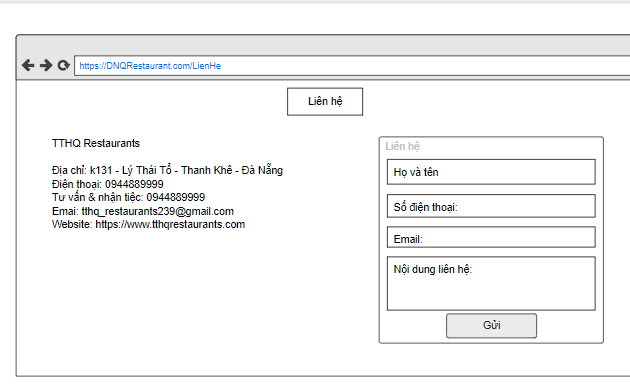 https://DNQRestaurant.com/LienHe
Liên hệ
TTHQ Restaurants
Địa chỉ: k131 - Lý Thái Tổ - Thanh Khê - Đà Nẵng
Điện thoại: 0944889999
Tư vấn & nhận tiệc: 0944889999
Emai: tthq_restaurants239@gmail.com
Website: https://www.tthqrestaurants.com
Liên hệ
Họ và tên
Số điện thoại:
Email:
Nội dung liên hệ:
Gửi